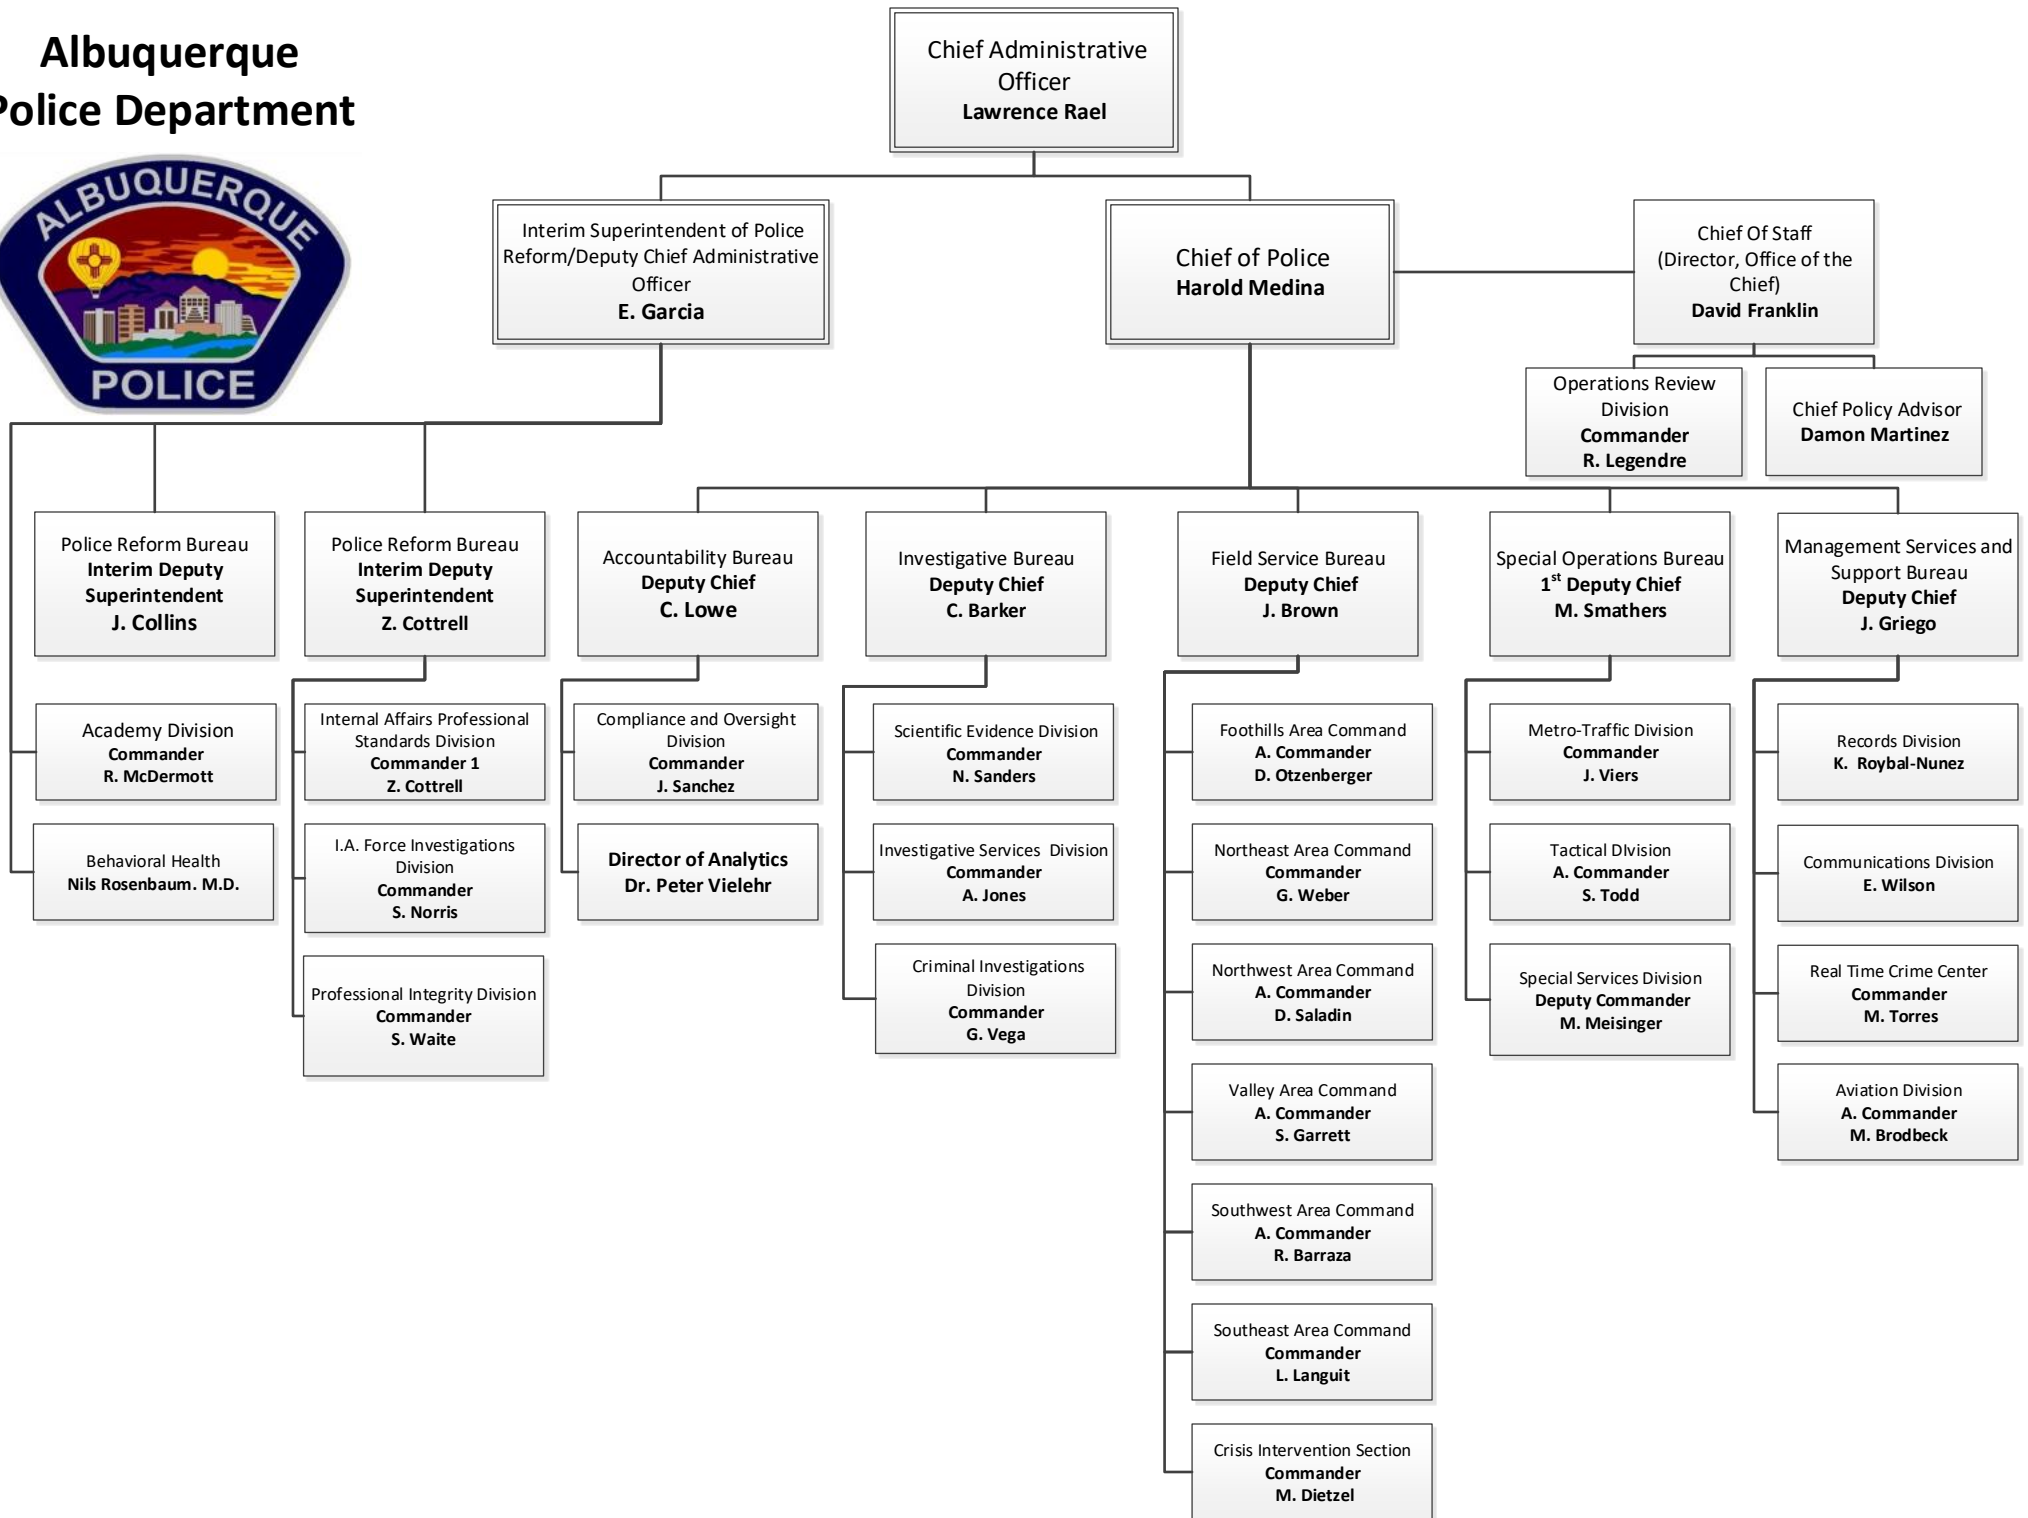 Albuquerque
Police Department
ALBUQUERQUE
POLICE
Chief Administrative
Officer
Lawrence Rael
Interim Superintendent of Police
Reform/Deputy Chief Administrative
Officer
E. Garcia
Chief of Police
Harold Medina
Chief Of Staff
(Director, Office of the
Chief)
David Franklin
Operations Review
Division
Commander
R. Legendre
Chief Policy Advisor
Damon Martinez
Police Reform Bureau
Interim Deputy
Superintendent
J. Collins
Police Reform Bureau
Interim Deputy
Superintendent
Z. Cottrell
Accountability Bureau
Deputy Chief
C. Lowe
Investigative Bureau
Deputy Chief
C. Barker
Field Service Bureau
Deputy Chief
J. Brown
Special Operations Bureau
1st Deputy Chief
M. Smathers
Management Services and
Support Bureau
Deputy Chief
J. Griego
Academy Division
Commander
R. McDermott
Behavioral Health
Nils Rosenbaum. M.D.
Internal Affairs Professional
Standards Division
Commander 1
Z. Cottrell
I.A. Force Investigations
Division
Commander
S. Norris
Professional Integrity Division
Commander
S. Waite
Compliance and Oversight
Division
Commander
J. Sanchez
Director of Analytics
Dr. Peter Vielehr
Scientific Evidence Division
Commander
N. Sanders
Investigative Services Division
Commander
A. Jones
Criminal Investigations
Division
Commander
G. Vega
Foothills Area Command
A. Commander
D. Otzenberger
Northeast Area Command
Commander
G. Weber
Northwest Area Command
A. Commander
D. Saladin
Valley Area Command
A. Commander
S. Garrett
Southwest Area Command
A. Commander
R. Barraza
Southeast Area Command
Commander
L. Languit
Crisis Intervention Section
Commander
M. Dietzel
Metro-Traffic Division
Commander
J. Viers
Tactical DIvision
A. Commander
S. Todd
Special Services Division
Deputy Commander
M. Meisinger
Records Division
K. Roybal-Nunez
Communications Division
E. Wilson
Real Time Crime Center
Commander
M. Torres
Aviation Division
A. Commander
M. Brodbeck